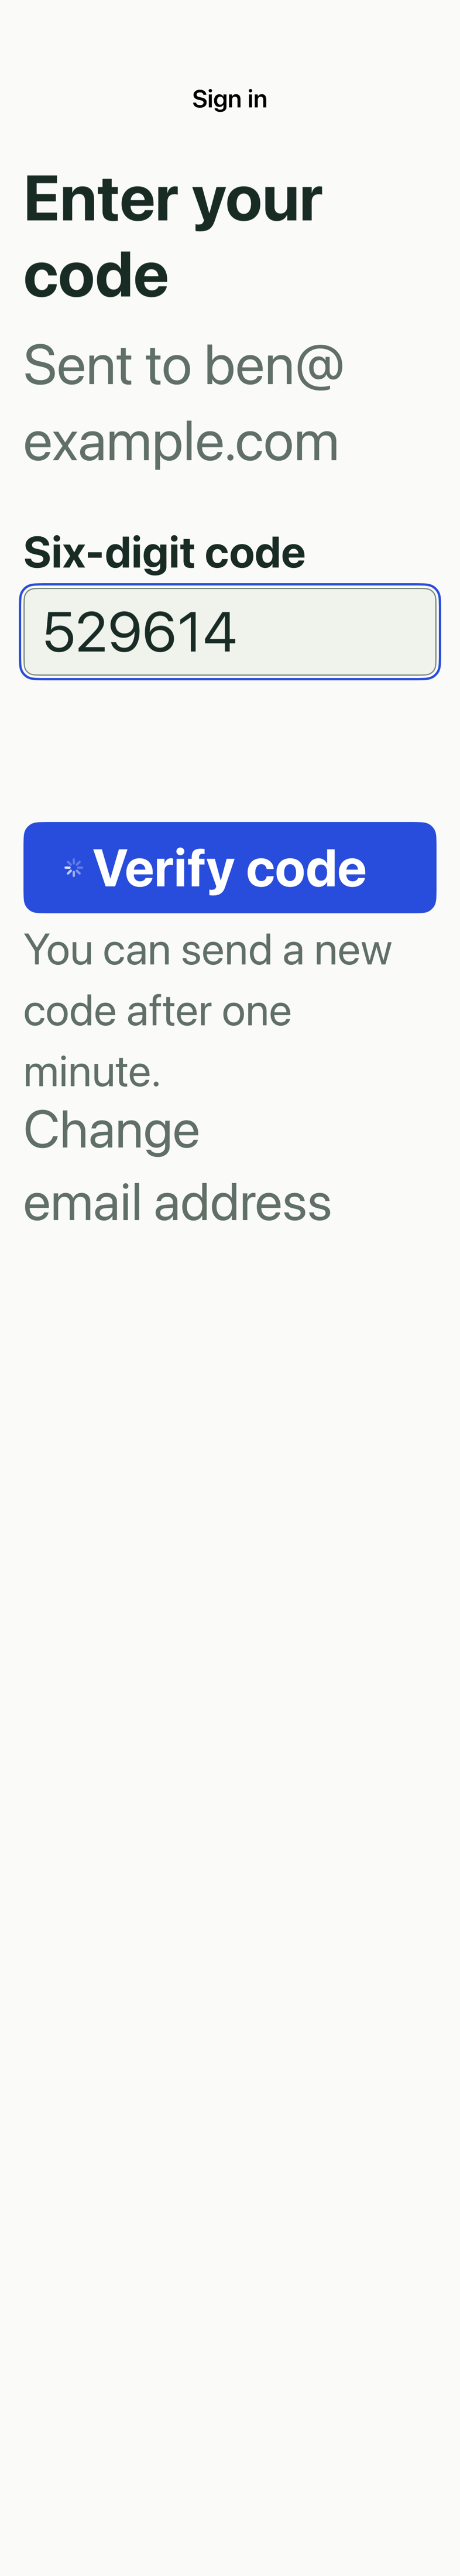 Sign in
Enter your
code
Sent to ben@
example.com
Six-digit code
529614
Verify code
You can send a new
code after one
minute.
Change
email address